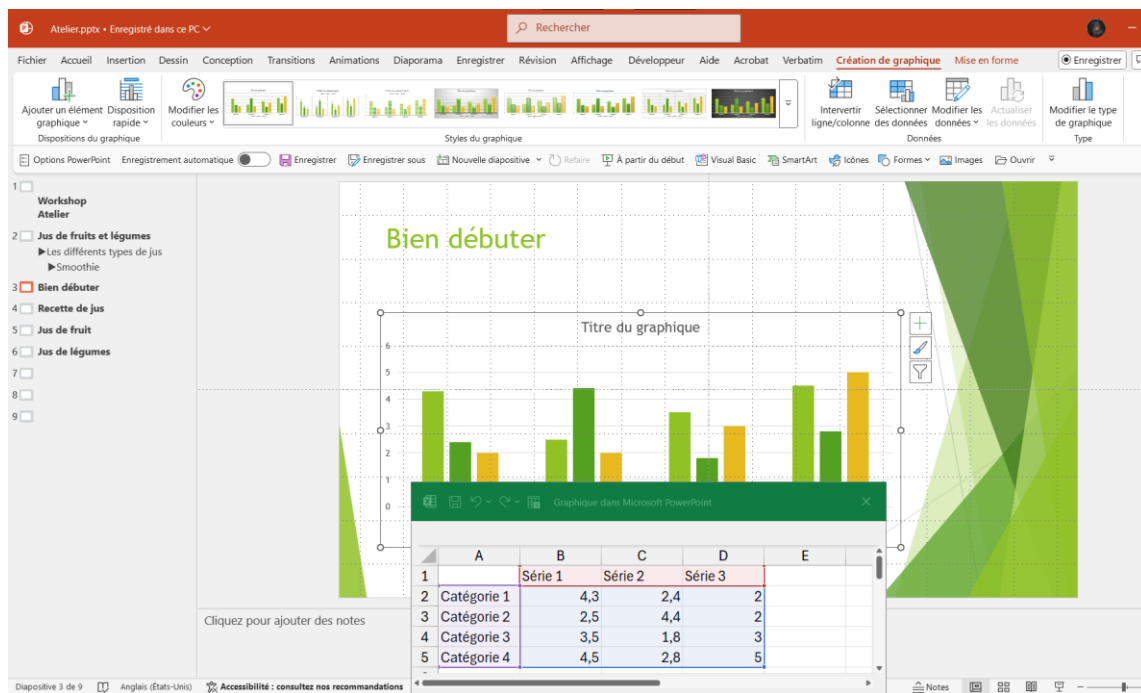 Atelier.pptx • Enregistré dans ce PC
Rechercher
Fichier Accueil Insertion Dessin Conception Transitions Animations Diaporama Enregistrer Révision Affichage Développeur Aide Acrobat Verbatim Création de graphique Mise en forme Enregistrer
Ajouter un élément graphique
Disposition rapide
Modifier les couleurs
Intervertir ligne/colonne
Sélectionner des données
Modifier les données
Actualiser les données
Modifier le type de graphique
Dispositions du graphique
Styles du graphique
Données
Type
Options PowerPoint Enregistrement automatique Enregistrer Enregistrer sous Nouvelle diapositive Refaire À partir du début Visual Basic SmartArt Icônes Formes Images Ouvrir
1
Workshop
Atelier
2 Jus de fruits et légumes
Les différents types de jus
Smoothie
3 Bien débuter
4 Recette de jus
5 Jus de fruit
6 Jus de légumes
7
8
9
Bien débuter
Titre du graphique
6
5
4
3
2
1
0
Graphique dans Microsoft PowerPoint
A B C D E
1 Série 1 Série 2 Série 3
2 Catégorie 1 4,3 2,4 2
3 Catégorie 2 2,5 4,4 2
4 Catégorie 3 3,5 1,8 3
5 Catégorie 4 4,5 2,8 5
Cliquez pour ajouter des notes
Diapositive 3 de 9 Anglais (États-Unis) Accessibilité : consultez nos recommandations Notes